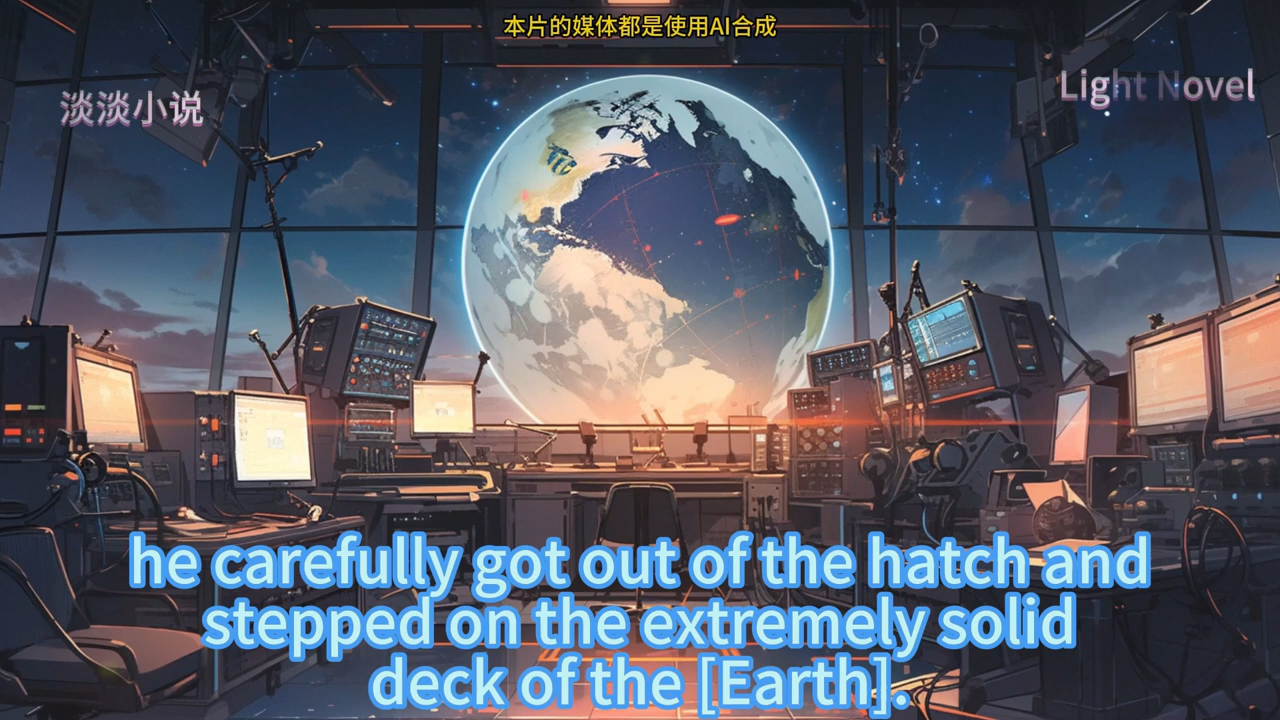 本片的媒体都是使用AI合成
淡淡小说
Light Novel
he carefully got out of the hatch and
stepped on the extremely solid
deck of the [Earth].